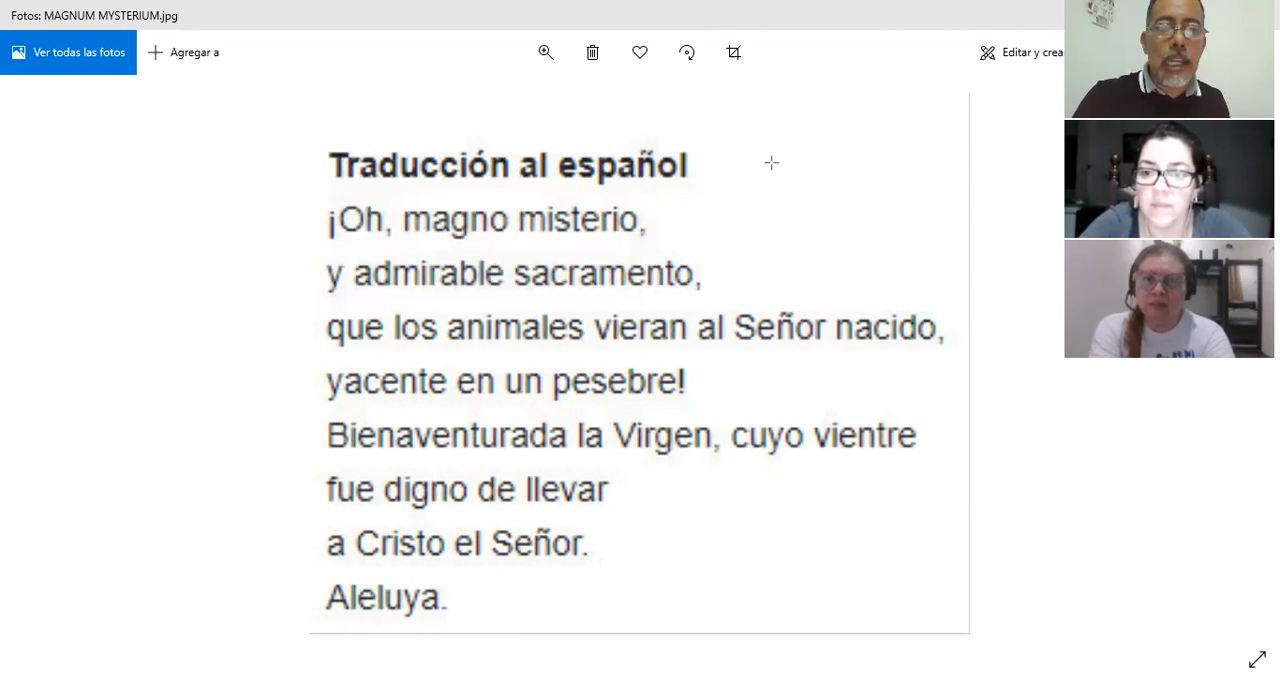 Fotos: MAGNUM MYSTERIUM.jpg
Ver todas las fotos
Agregar a
Editar y crea
Traducción al español
¡Oh, magno misterio,
y admirable sacramento,
que los animales vieran al Señor nacido,
yacente en un pesebre!
Bienaventurada la Virgen, cuyo vientre
fue digno de llevar
a Cristo el Señor.
Aleluya.